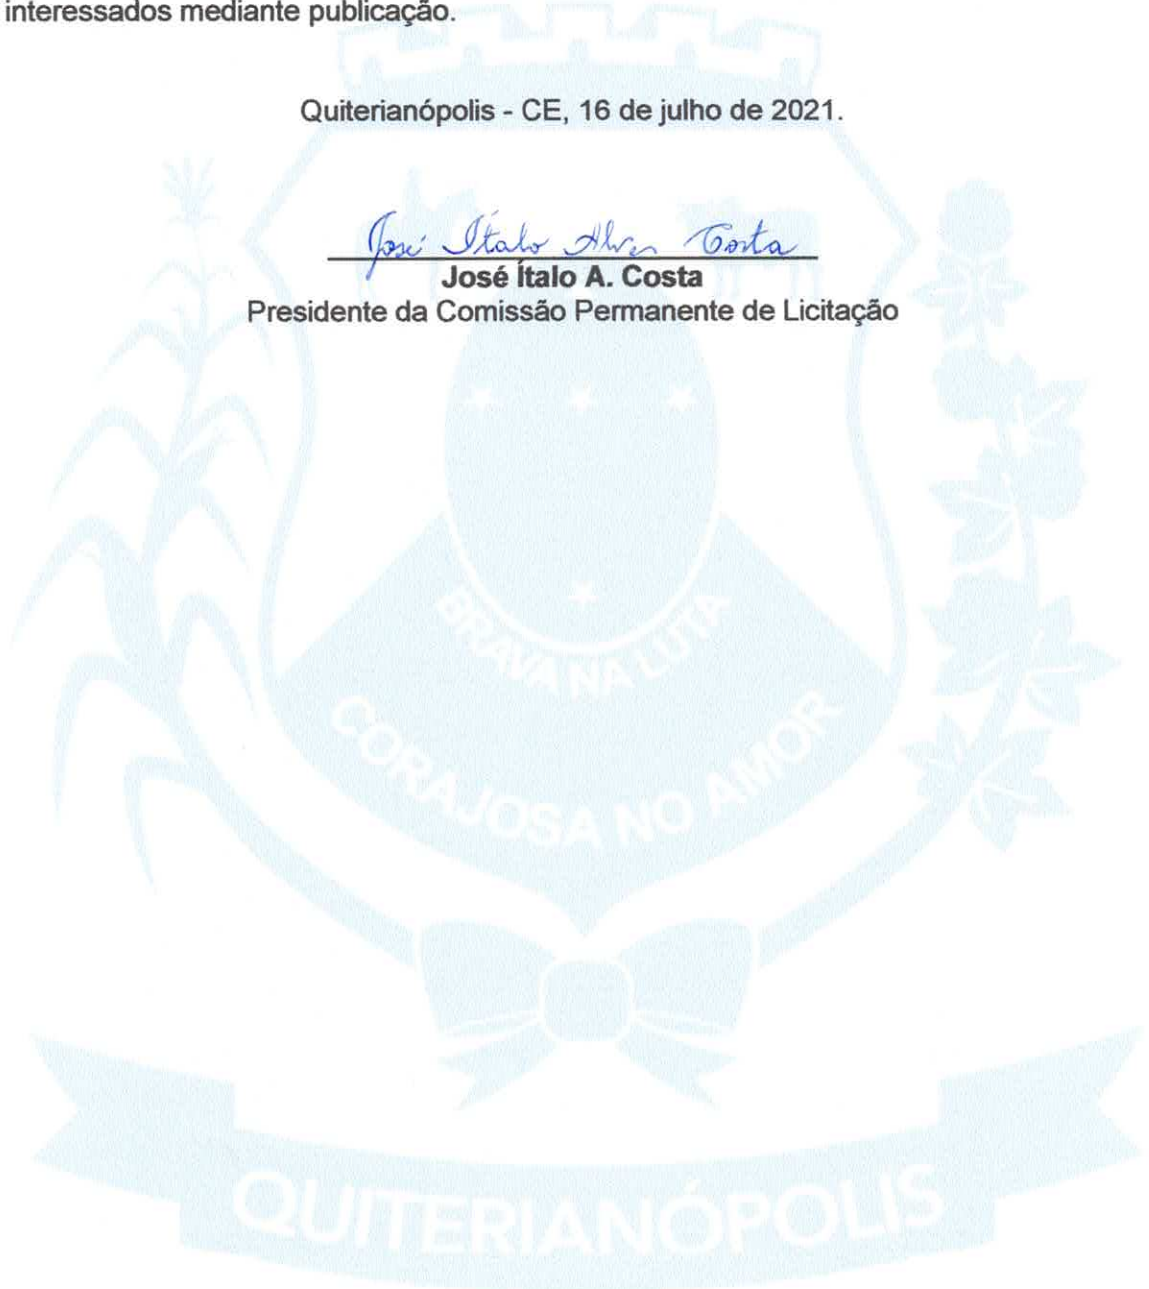 interessados mediante publicação.
Quiterianópolis - CE, 16 de julho de 2021.
José Ítalo Alves Costa
José Ítalo A. Costa
Presidente da Comissão Permanente de Licitação
BRAVA NA LUTA
CORAJOSA NO AMOR
QUITERIANÓPOLIS